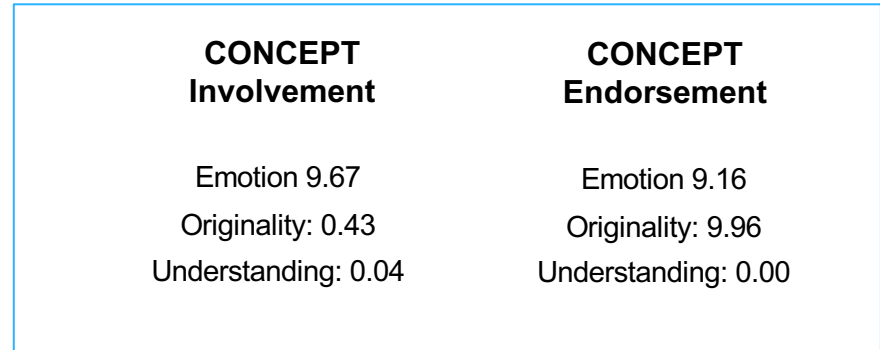 CONCEPT
Involvement
Emotion 9.67
Originality: 0.43
Understanding: 0.04
CONCEPT
Endorsement
Emotion 9.16
Originality: 9.96
Understanding: 0.00